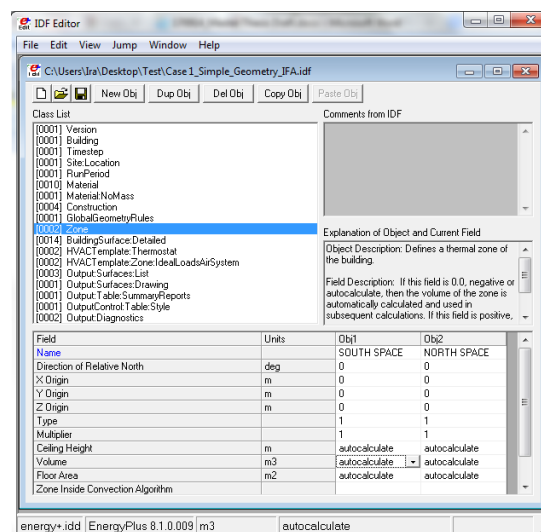 IDF Editor
File Edit View Jump Window Help
C:\Users\Ira\Desktop\Test\Case 1_Simple_Geometry_IFA.idf
New Obj Dup Obj Del Obj Copy Obj Paste Obj
Class List
Comments from IDF
[0001] Version
[0001] Building
[0001] Timestep
[0001] Site:Location
[0001] RunPeriod
[0010] Material
[0001] Material:NoMass
[0004] Construction
[0001] GlobalGeometryRules
[0002] Zone
[0014] BuildingSurface:Detailed
[0002] HVACTemplate:Thermostat
[0002] HVACTemplate:Zone:IdealLoadsAirSystem
[0003] Output:Surfaces:List
[0001] Output:Surfaces:Drawing
[0001] Output:Table:SummaryReports
[0001] OutputControl:Table:Style
[0002] Output:Diagnostics
Explanation of Object and Current Field
Object Description: Defines a thermal zone of
the building.
Field Description: If this field is 0.0, negative or
autocalculate, then the volume of the zone is
automatically calculated and used in
subsequent calculations. If this field is positive,
Field Units Obj1 Obj2
Name SOUTH SPACE NORTH SPACE
Direction of Relative North deg 0 0
X Origin m 0 0
Y Origin m 0 0
Z Origin m 0 0
Type 1 1
Multiplier 1 1
Ceiling Height m autocalculate autocalculate
Volume m3 autocalculate autocalculate
Floor Area m2 autocalculate autocalculate
Zone Inside Convection Algorithm
energy+.idd EnergyPlus 8.1.0.009 m3 autocalculate